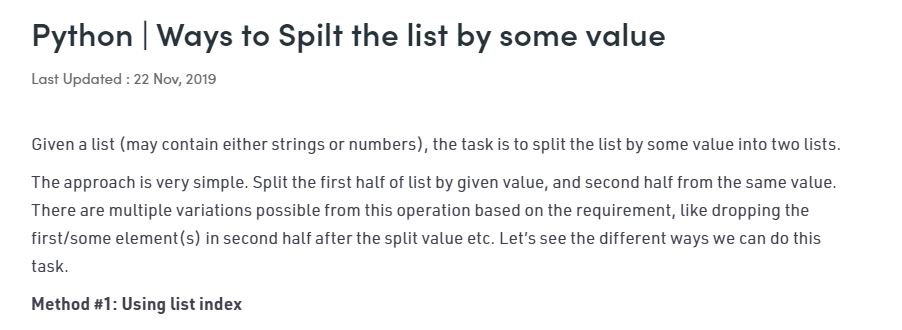 Python | Ways to Spilt the list by some value
Last Updated : 22 Nov, 2019
Given a list (may contain either strings or numbers), the task is to split the list by some value into two lists.
The approach is very simple. Split the first half of list by given value, and second half from the same value.
There are multiple variations possible from this operation based on the requirement, like dropping the
first/some element(s) in second half after the split value etc. Let’s see the different ways we can do this
task.
Method #1: Using list index